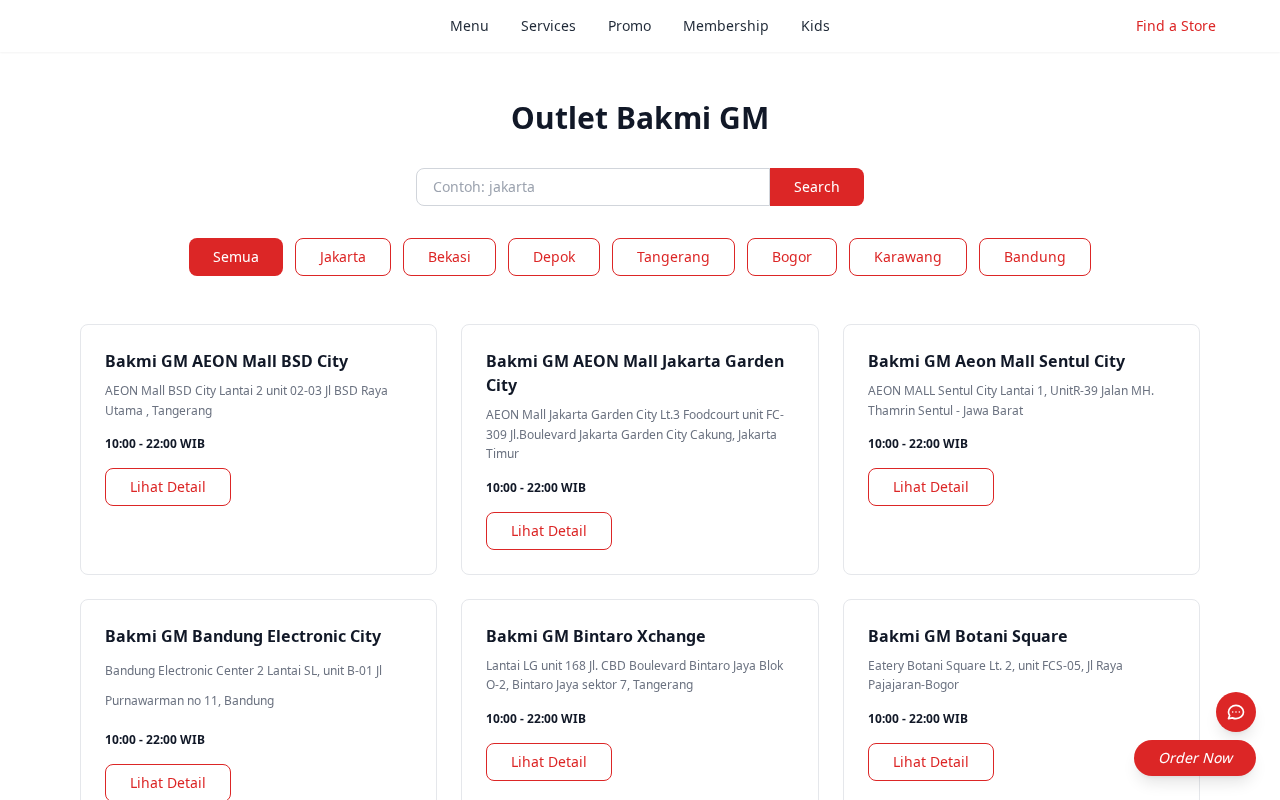 Menu
Services
Promo
Membership
Kids
Find a Store
Outlet Bakmi GM
Contoh: jakarta
Search
Semua
Jakarta
Bekasi
Depok
Tangerang
Bogor
Karawang
Bandung
Bakmi GM AEON Mall BSD City
AEON Mall BSD City Lantai 2 unit 02-03 Jl BSD Raya
Utama , Tangerang
10:00 - 22:00 WIB
Lihat Detail
Bakmi GM AEON Mall Jakarta Garden
City
AEON Mall Jakarta Garden City Lt.3 Foodcourt unit FC-
309 Jl.Boulevard Jakarta Garden City Cakung, Jakarta
Timur
10:00 - 22:00 WIB
Lihat Detail
Bakmi GM Aeon Mall Sentul City
AEON MALL Sentul City Lantai 1, UnitR-39 Jalan MH.
Thamrin Sentul - Jawa Barat
10:00 - 22:00 WIB
Lihat Detail
Bakmi GM Bandung Electronic City
Bandung Electronic Center 2 Lantai SL, unit B-01 Jl
Purnawarman no 11, Bandung
10:00 - 22:00 WIB
Lihat Detail
Bakmi GM Bintaro Xchange
Lantai LG unit 168 Jl. CBD Boulevard Bintaro Jaya Blok
O-2, Bintaro Jaya sektor 7, Tangerang
10:00 - 22:00 WIB
Lihat Detail
Bakmi GM Botani Square
Eatery Botani Square Lt. 2, unit FCS-05, Jl Raya
Pajajaran-Bogor
10:00 - 22:00 WIB
Lihat Detail
Order Now